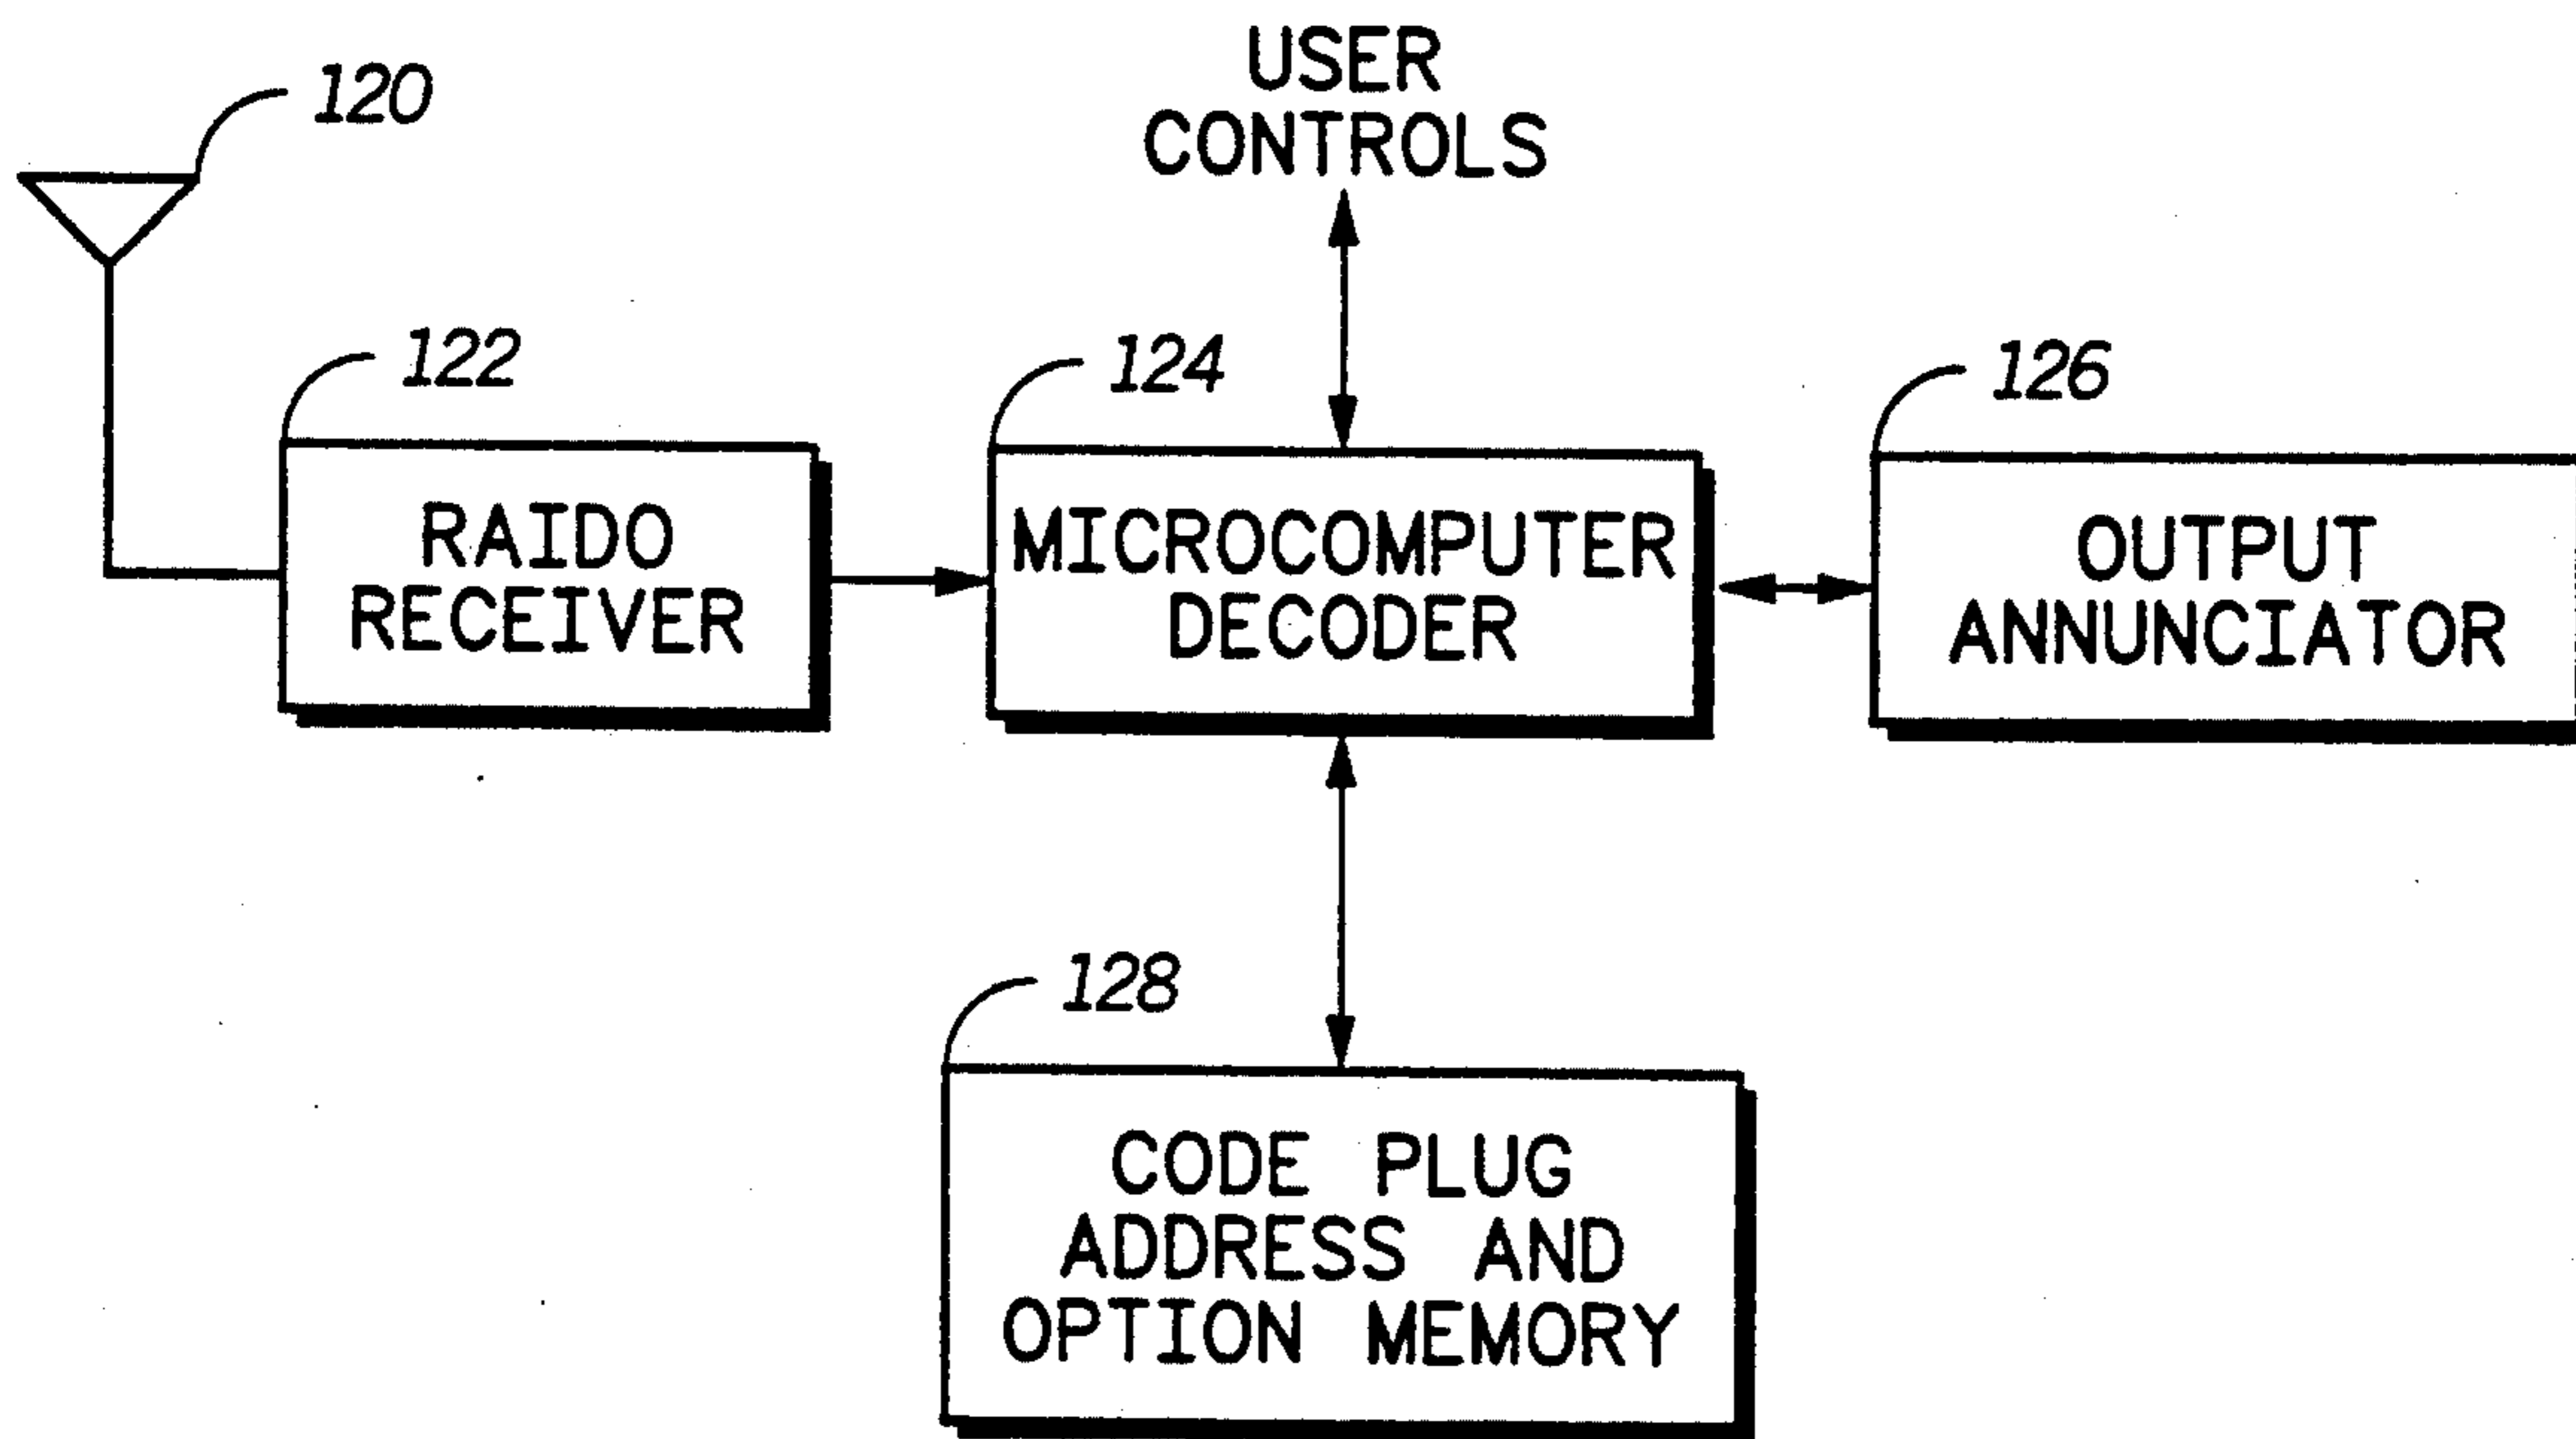 USER
CONTROLS
120
122
124
126
RAIDO
RECEIVER
MICROCOMPUTER
DECODER
OUTPUT
ANNUNCIATOR
128
CODE PLUG
ADDRESS AND
OPTION MEMORY